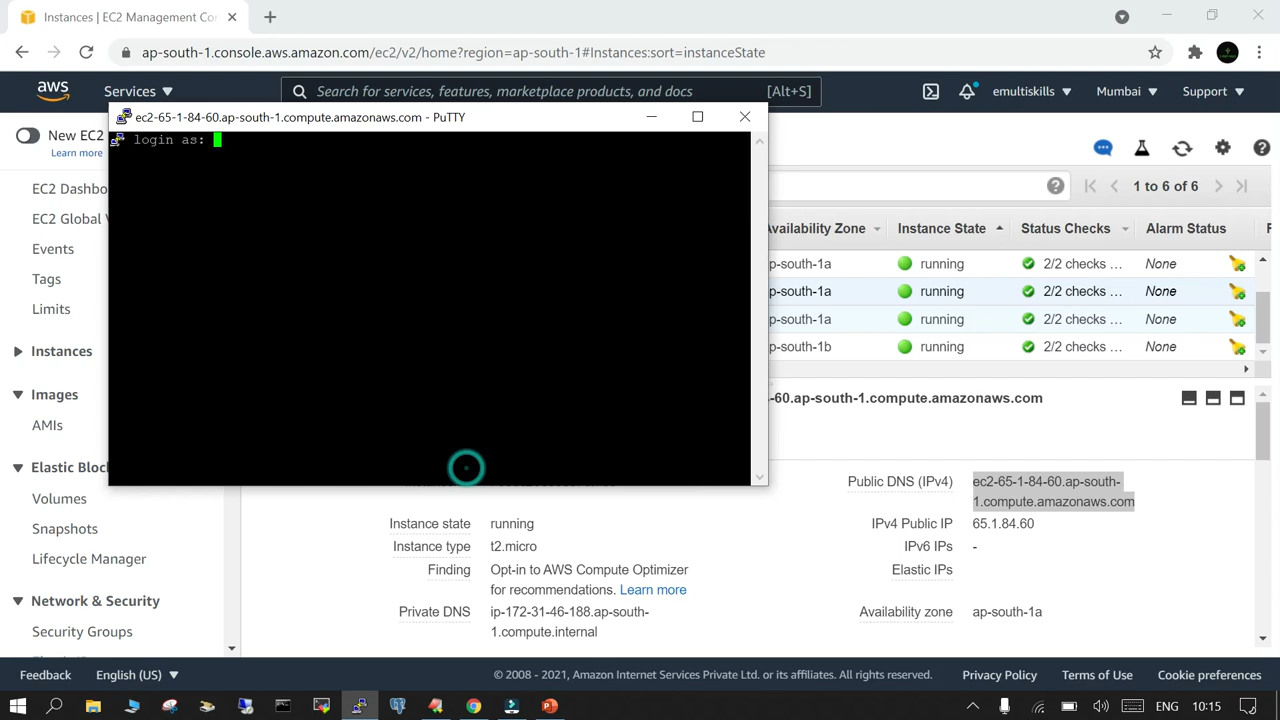 Instances | EC2 Management Con
ap-south-1.console.aws.amazon.com/ec2/v2/home?region=ap-south-1#Instances:sort=instanceState
aws
Services
Search for services, features, marketplace products, and docs
[Alt+S]
emultiskills
Mumbai
Support
ec2-65-1-84-60.ap-south-1.compute.amazonaws.com - PuTTY
login as:
New EC2
Learn more
EC2 Dashbo
EC2 Global V
Events
Tags
Limits
Instances
Images
AMIs
Elastic Bloc
Volumes
Snapshots
Lifecycle Manager
Network & Security
Security Groups
1 to 6 of 6
Availability Zone
Instance State
Status Checks
Alarm Status
ap-south-1a
running
2/2 checks ...
None
ap-south-1a
running
2/2 checks ...
None
ap-south-1a
running
2/2 checks ...
None
ap-south-1b
running
2/2 checks ...
None
-60.ap-south-1.compute.amazonaws.com
Instance state
running
Instance type
t2.micro
Finding
Opt-in to AWS Compute Optimizer
for recommendations. Learn more
Private DNS
ip-172-31-46-188.ap-south-
1.compute.internal
Public DNS (IPv4)
ec2-65-1-84-60.ap-south-
1.compute.amazonaws.com
IPv4 Public IP
65.1.84.60
IPv6 IPs
-
Elastic IPs
Availability zone
ap-south-1a
Feedback
English (US)
© 2008 - 2021, Amazon Internet Services Private Ltd. or its affiliates. All rights reserved.
Privacy Policy
Terms of Use
Cookie preferences
ENG
10:15